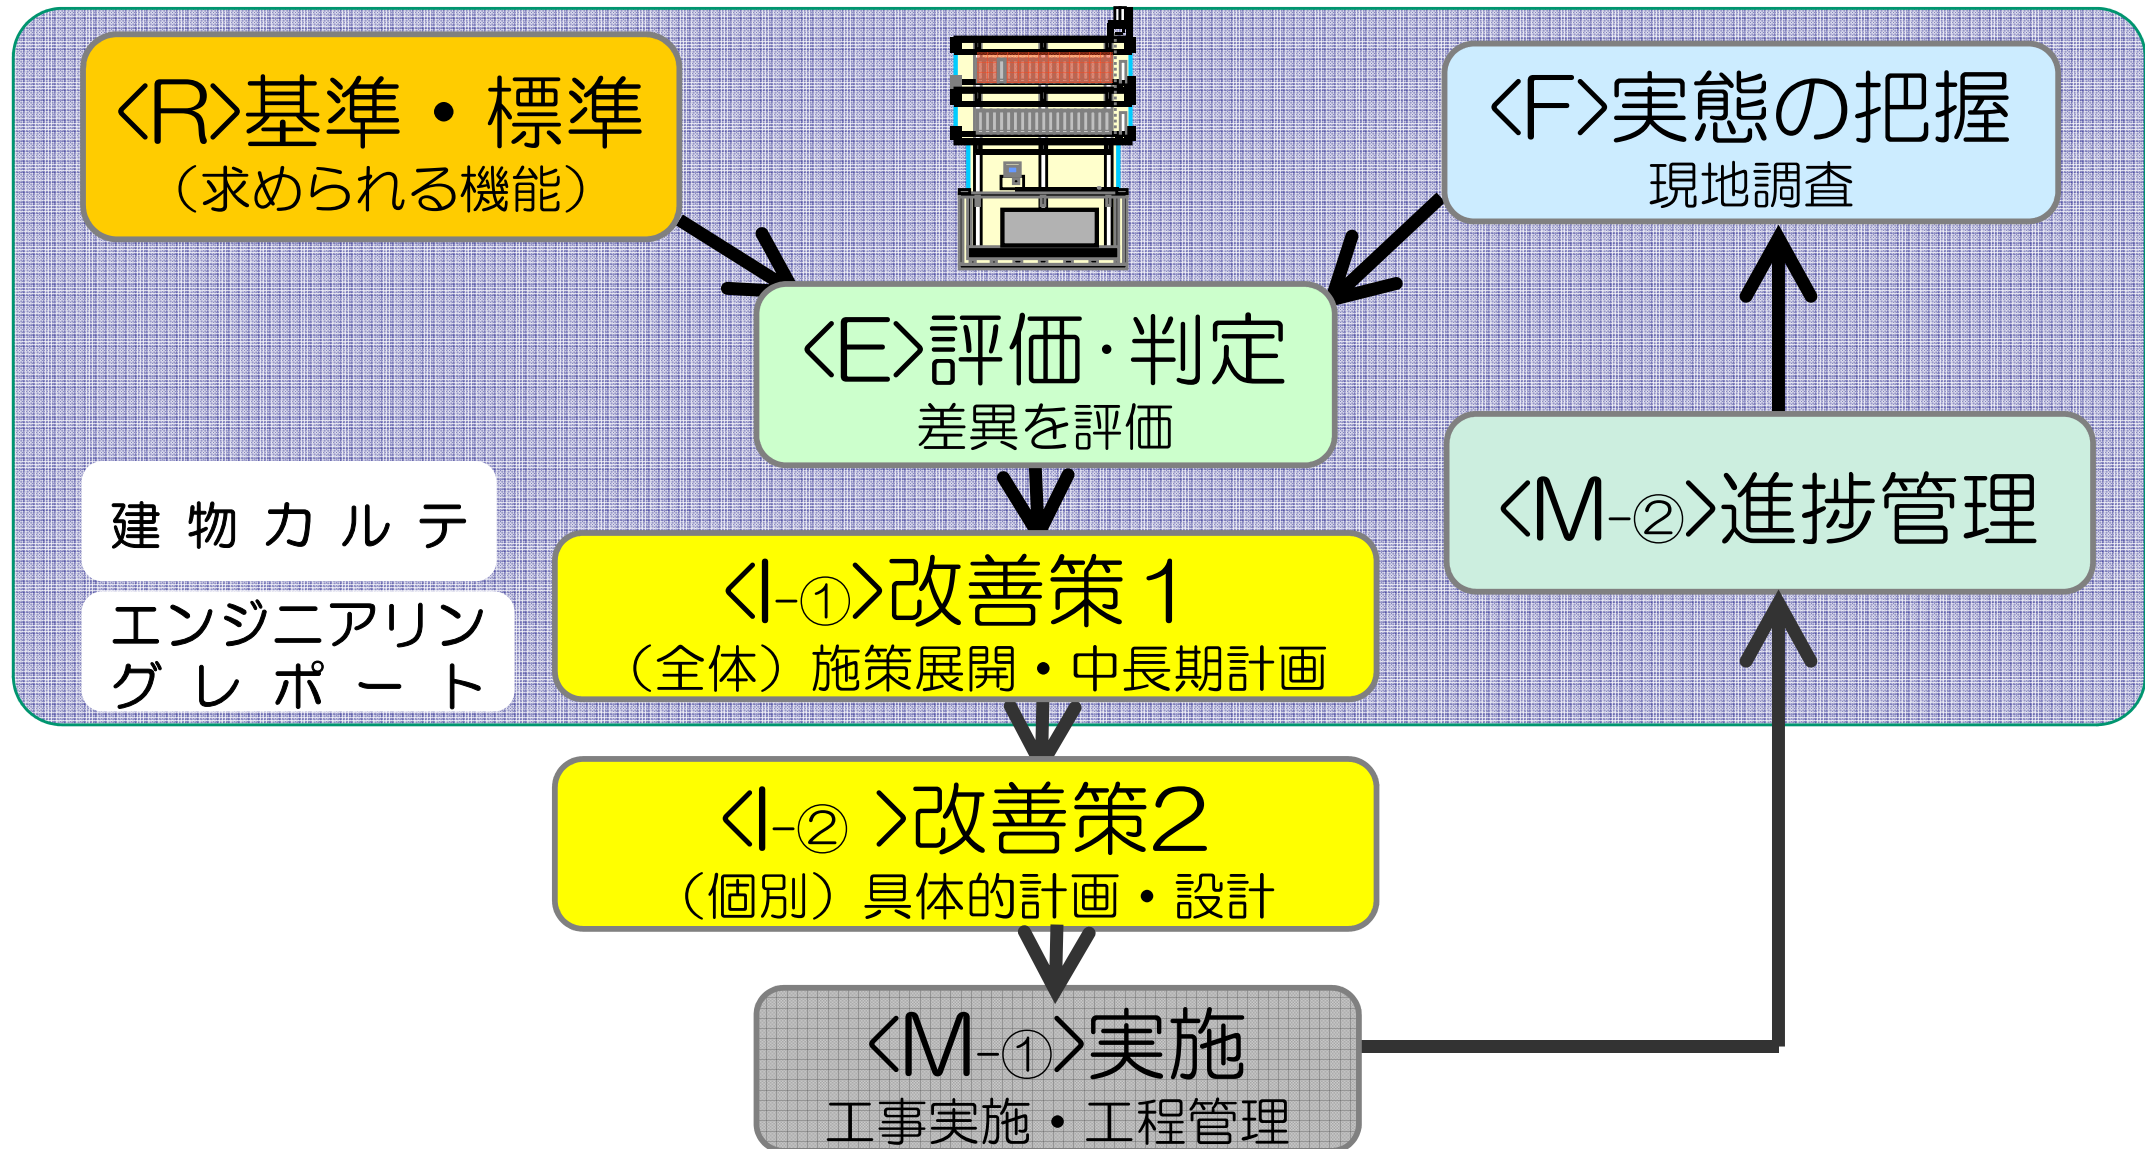 <R>基準・標準
（求められる機能）
<F>実態の把握
現地調査
<E>評価・判定
差異を評価
建物カルテ
エンジニアリン
グレポート
<M-②>進捗管理
<I-①>改善策１
（全体）施策展開・中長期計画
<I-② >改善策2
（個別）具体的計画・設計
<M-①>実施
工事実施・工程管理